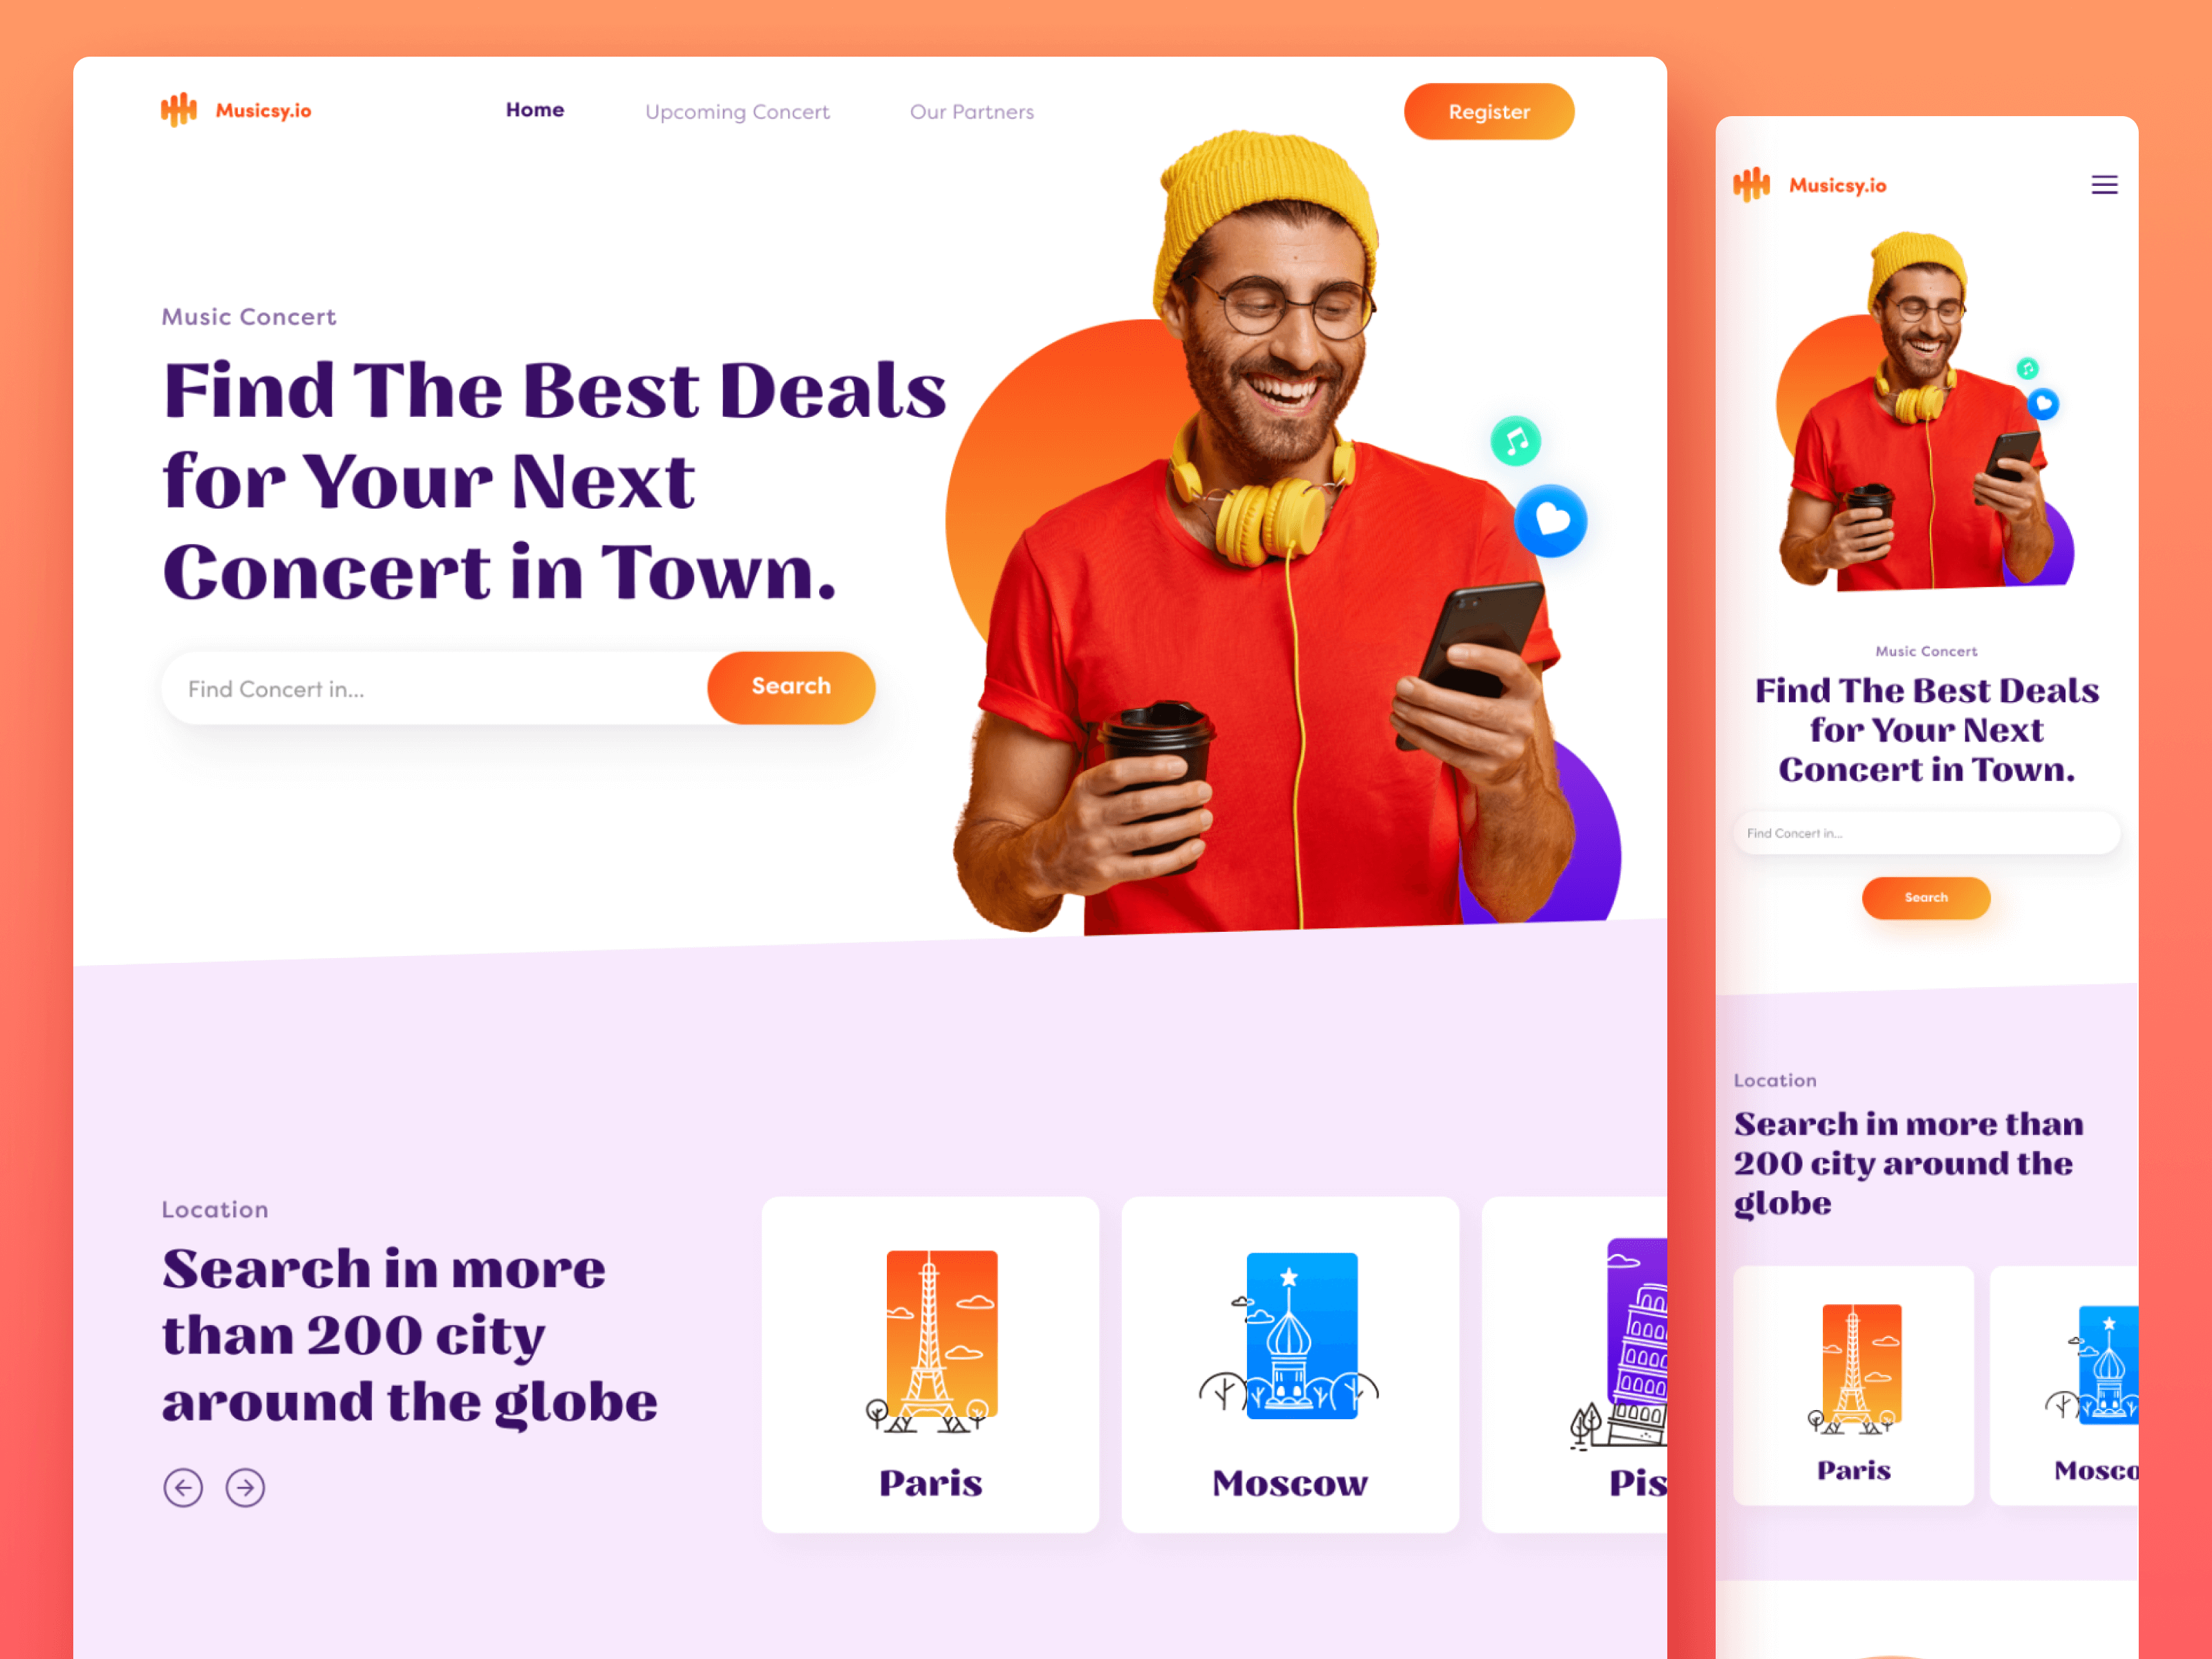 Musicsy.io
Home
Upcoming Concert
Our Partners
Register
Music Concert
Find The Best Deals
for Your Next
Concert in Town.
Find Concert in...
Search
Location
Search in more
than 200 city
around the globe
Paris
Moscow
Pis
Musicsy.io
Music Concert
Find The Best Deals
for Your Next
Concert in Town.
Find Concert in...
Search
Location
Search in more than
200 city around the
globe
Paris
Mosco